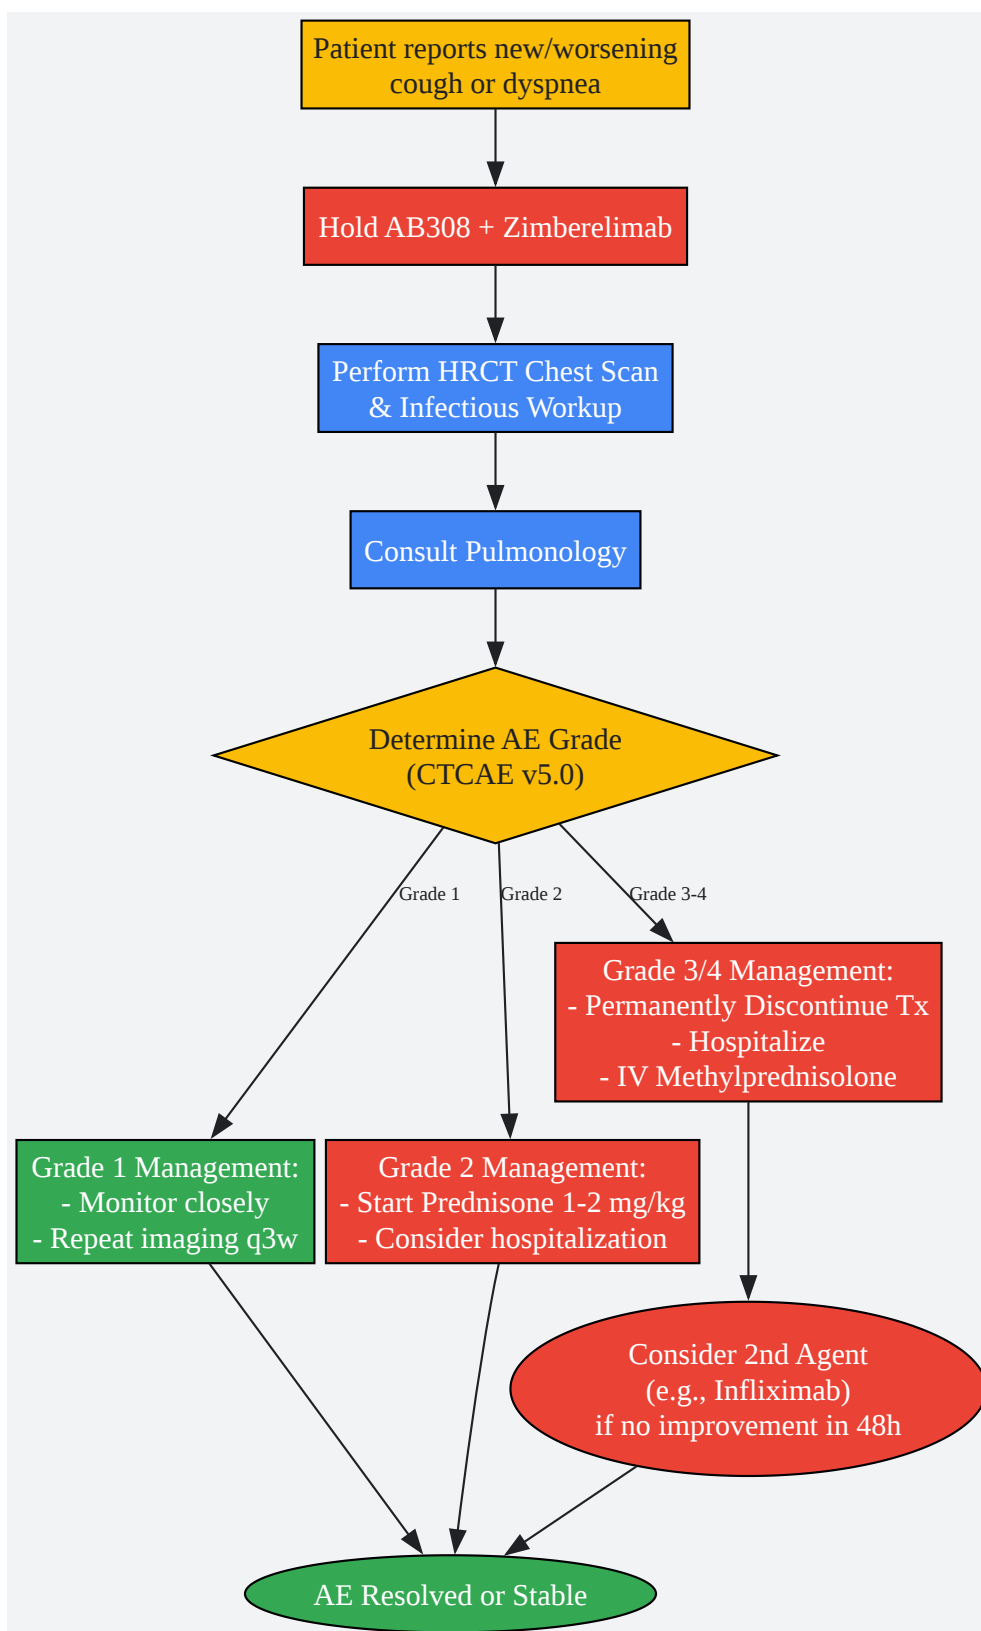 Patient reports new/worsening
cough or dyspnea
Hold AB308 + Zimberelimab
Perform HRCT Chest Scan
& Infectious Workup
Consult Pulmonology
Determine AE Grade
(CTCAE v5.0)
Grade 1
Grade 2
Grade 3-4
Grade 3/4 Management:
- Permanently Discontinue Tx
- Hospitalize
- IV Methylprednisolone
Grade 1 Management:
- Monitor closely
- Repeat imaging q3w
Grade 2 Management:
- Start Prednisone 1-2 mg/kg
- Consider hospitalization
Consider 2nd Agent
(e.g., Infliximab)
if no improvement in 48h
AE Resolved or Stable